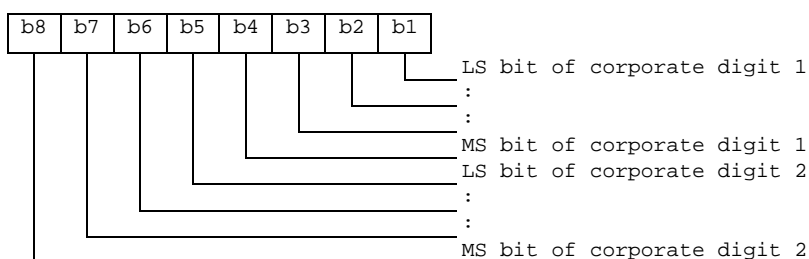 b8 b7 b6 b5 b4 b3 b2 b1
LS bit of corporate digit 1
:
:
MS bit of corporate digit 1
LS bit of corporate digit 2
:
:
MS bit of corporate digit 2